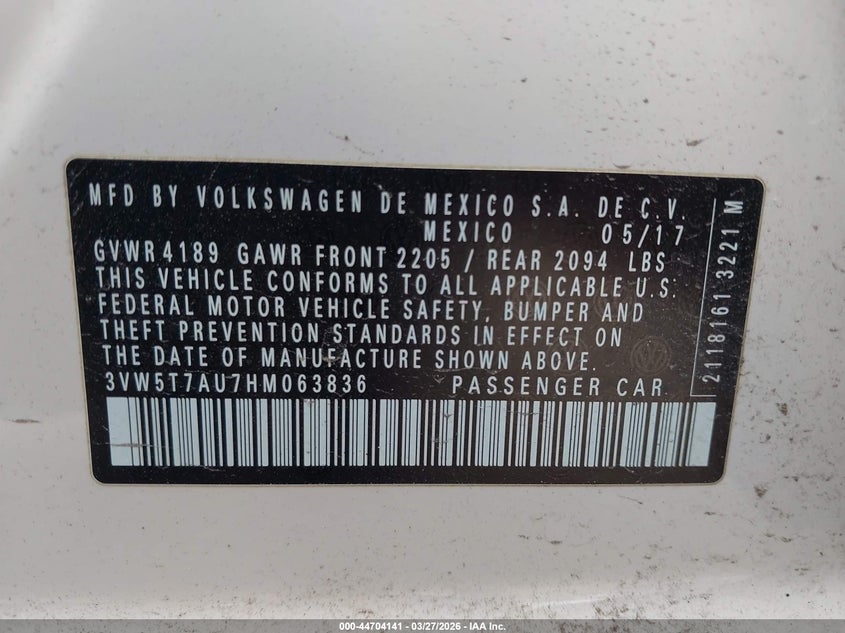 MFD BY VOLKSWAGEN DE MEXICO S.A. DE C.V.
MEXICO 05/17
GVWR 4189 GAWR FRONT 2205 / REAR 2094 LBS
THIS VEHICLE CONFORMS TO ALL APPLICABLE U.S.
FEDERAL MOTOR VEHICLE SAFETY, BUMPER AND
THEFT PREVENTION STANDARDS IN EFFECT ON
THE DATE OF MANUFACTURE SHOWN ABOVE.
3VW5T7AU7HM063836 PASSENGER CAR
2118161 3221 M
000-44704141 — 03/27/2026 — IAA Inc.